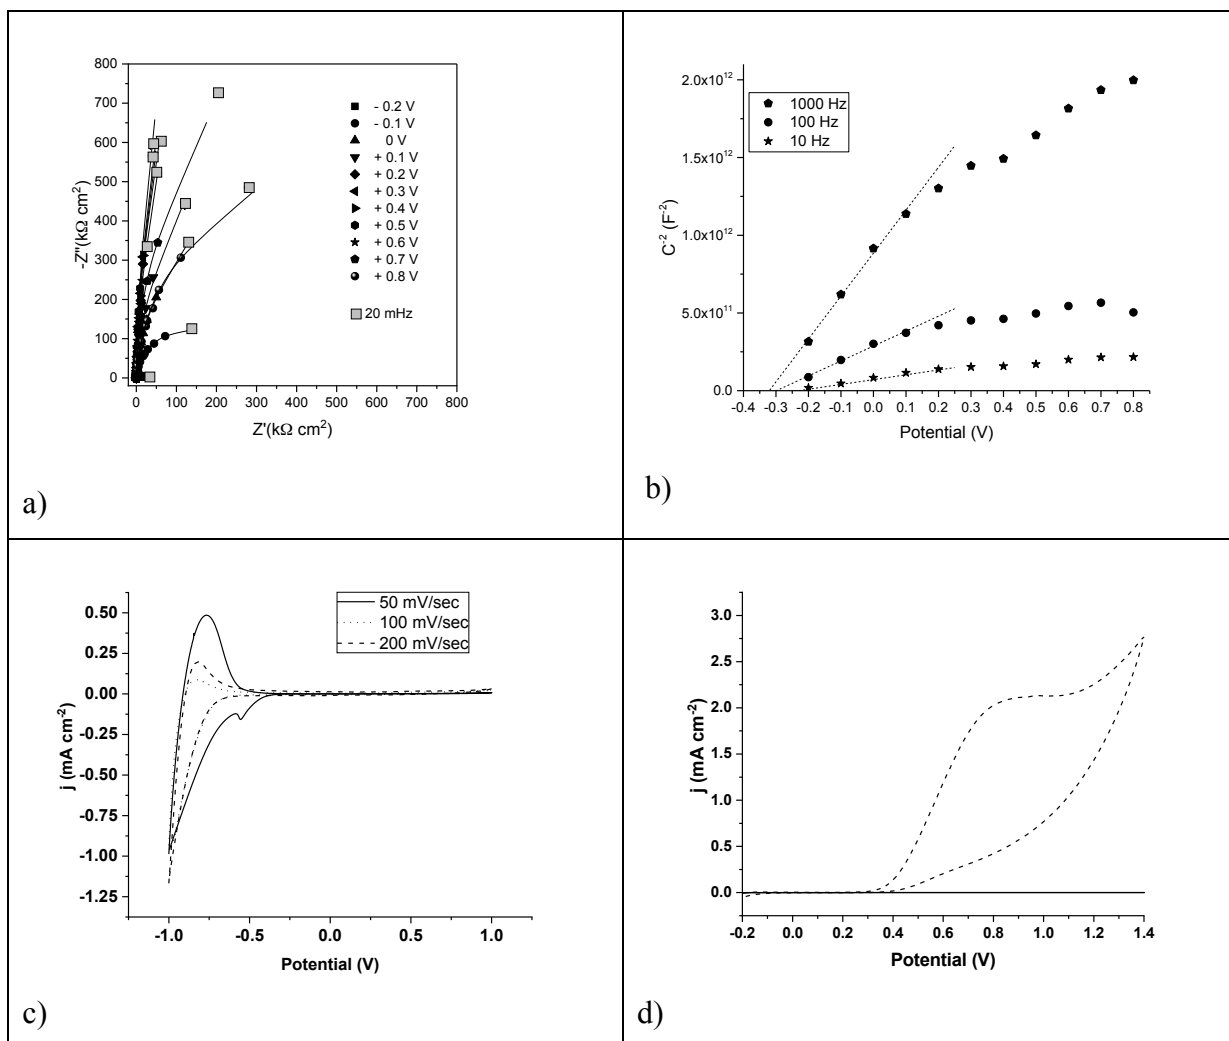 800
700
600
500
400
300
200
100
0
-Z"(kΩ cm²)
0 100 200 300 400 500 600 700 800
Z'(kΩ cm²)
- 0.2 V
- 0.1 V
0 V
+ 0.1 V
+ 0.2 V
+ 0.3 V
+ 0.4 V
+ 0.5 V
+ 0.6 V
+ 0.7 V
+ 0.8 V
20 mHz
a)
2.0x10¹²
1.5x10¹²
1.0x10¹²
5.0x10¹¹
0.0
C⁻² (F⁻²)
1000 Hz
100 Hz
10 Hz
-0.4 -0.3 -0.2 -0.1 0.0 0.1 0.2 0.3 0.4 0.5 0.6 0.7 0.8
Potential (V)
b)
0.50
0.25
0.00
-0.25
-0.50
-0.75
-1.00
-1.25
j (mA cm⁻²)
50 mV/sec
100 mV/sec
200 mV/sec
-1.0 -0.5 0.0 0.5 1.0
Potential (V)
c)
3.0
2.5
2.0
1.5
1.0
0.5
0.0
j (mA cm⁻²)
-0.2 0.0 0.2 0.4 0.6 0.8 1.0 1.2 1.4
Potential (V)
d)